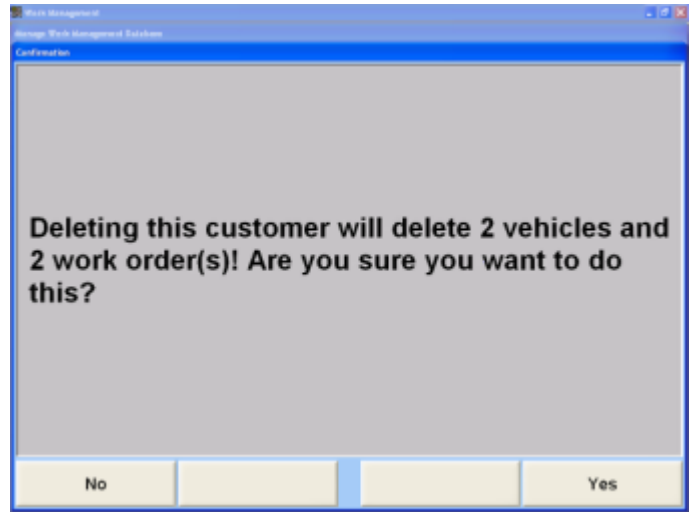 Work Management
Manage Work Management Database
Confirmation
Deleting this customer will delete 2 vehicles and
2 work order(s)! Are you sure you want to do
this?
No
Yes